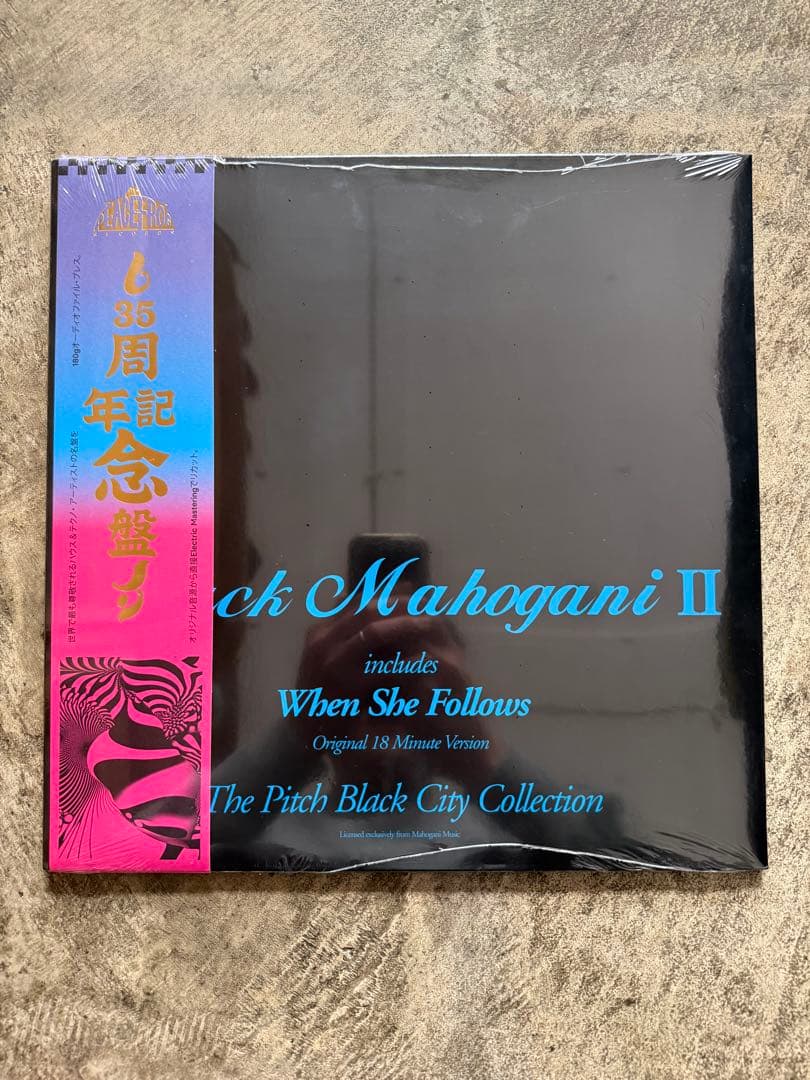 PEACEFROG
RECORDS
35
周
年記
念
盤
世界で最も尊敬されるハウス&テクノ・アーティストの名盤を
180gオーディオファイル・プレス。
オリジナル音源から直接Electric Masteringでリカット。
ack Mahogani II
includes
When She Follows
Original 18 Minute Version
The Pitch Black City Collection
Licensed exclusively from Mahogani Music